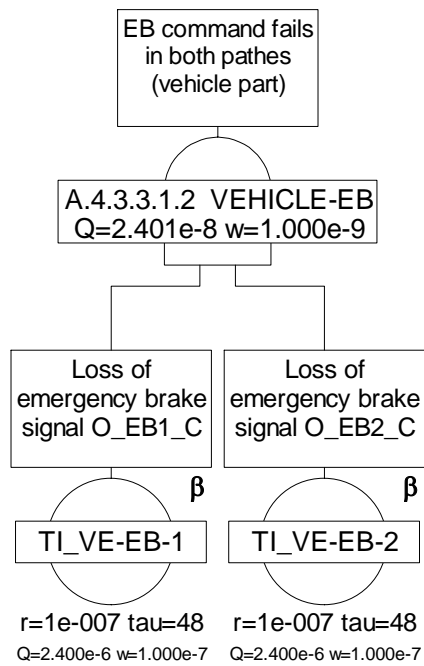 EB command fails
in both pathes
(vehicle part)
A.4.3.3.1.2 VEHICLE-EB
Q=2.401e-8 w=1.000e-9
Loss of
emergency brake
signal O_EB1_C
β
TI_VE-EB-1
r=1e-007 tau=48
Q=2.400e-6 w=1.000e-7
Loss of
emergency brake
signal O_EB2_C
β
TI_VE-EB-2
r=1e-007 tau=48
Q=2.400e-6 w=1.000e-7